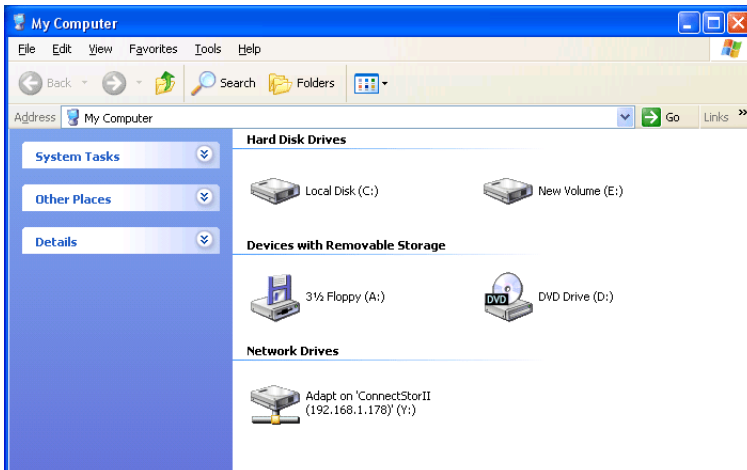 My Computer
File Edit View Favorites Tools Help
Back Search Folders
Address My Computer Go Links »
System Tasks
Other Places
Details
Hard Disk Drives
Local Disk (C:) New Volume (E:)
Devices with Removable Storage
3½ Floppy (A:) DVD DVD Drive (D:)
Network Drives
Adapt on 'ConnectStorII
(192.168.1.178)' (Y:)